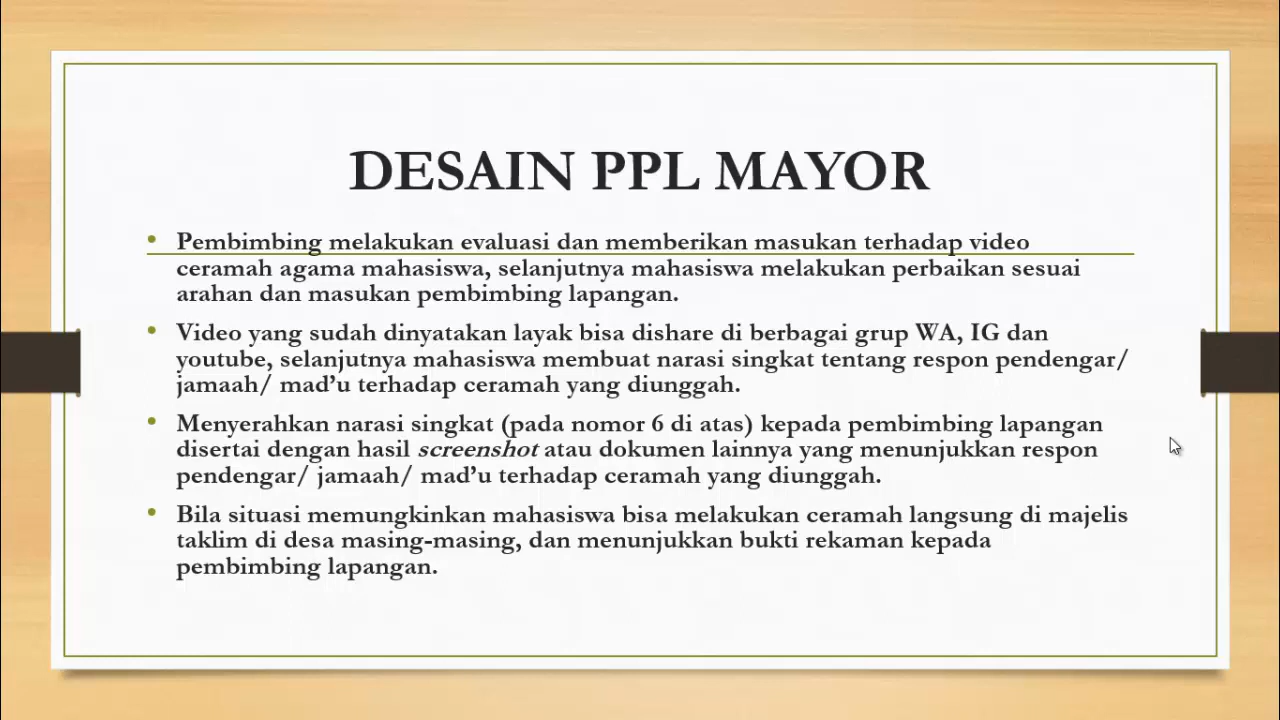 DESAIN PPL MAYOR
• Pembimbing melakukan evaluasi dan memberikan masukan terhadap video
ceramah agama mahasiswa, selanjutnya mahasiswa melakukan perbaikan sesuai
arahan dan masukan pembimbing lapangan.
• Video yang sudah dinyatakan layak bisa dishare di berbagai grup WA, IG dan
youtube, selanjutnya mahasiswa membuat narasi singkat tentang respon pendengar/
jamaah/ mad’u terhadap ceramah yang diunggah.
• Menyerahkan narasi singkat (pada nomor 6 di atas) kepada pembimbing lapangan
disertai dengan hasil screenshot atau dokumen lainnya yang menunjukkan respon
pendengar/ jamaah/ mad’u terhadap ceramah yang diunggah.
• Bila situasi memungkinkan mahasiswa bisa melakukan ceramah langsung di majelis
taklim di desa masing-masing, dan menunjukkan bukti rekaman kepada
pembimbing lapangan.